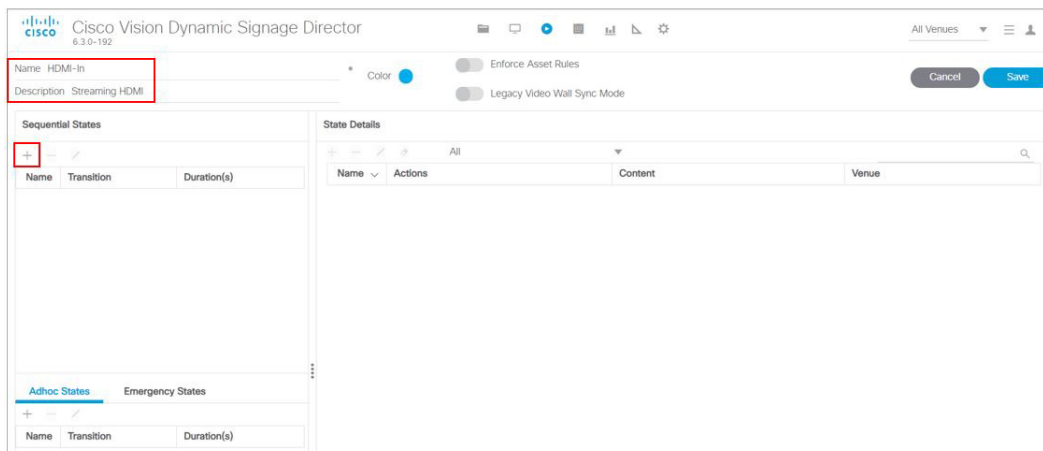 CISCO Cisco Vision Dynamic Signage Director
6.3.0-192
All Venues
Name HDMI-In *
Description Streaming HDMI
Color
Enforce Asset Rules
Legacy Video Wall Sync Mode
Cancel Save
Sequential States
Name Transition Duration(s)
State Details
All
Name Actions Content Venue
Adhoc States Emergency States
Name Transition Duration(s)